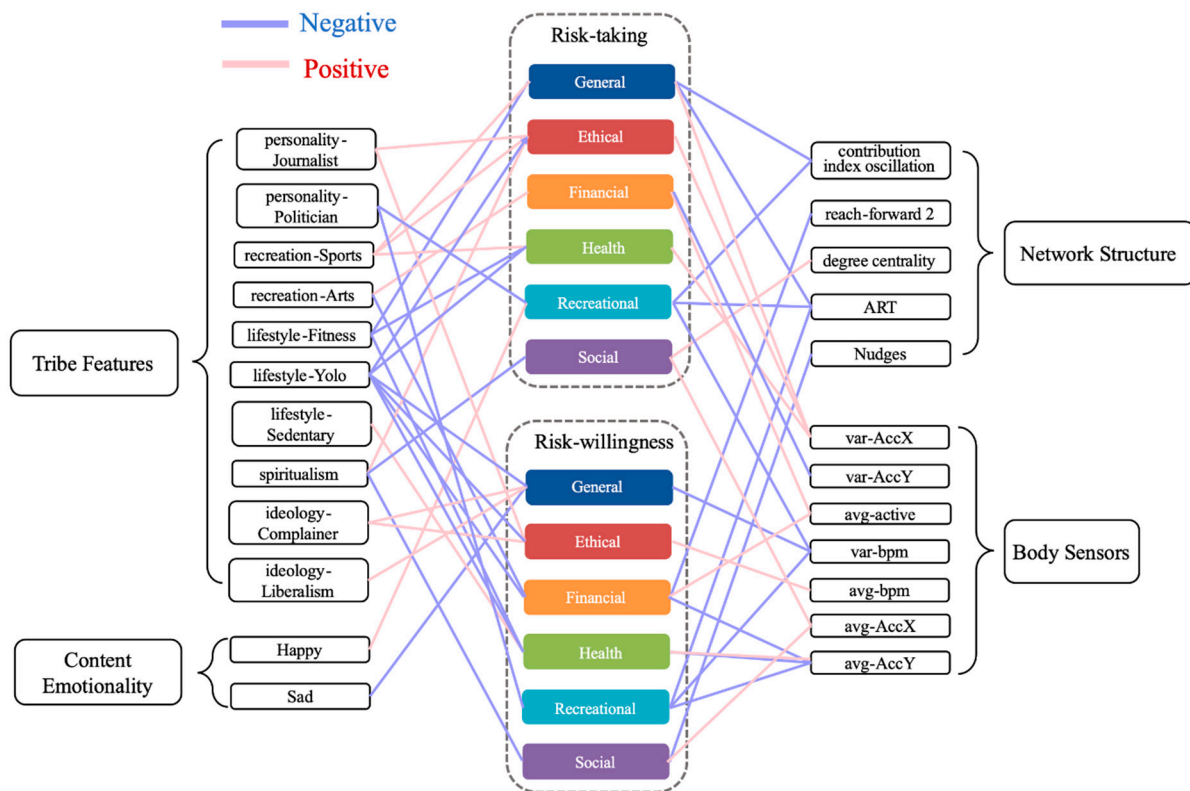 Negative
Positive
Tribe Features
Content
Emotionality
personality-
Journalist
personality-
Politician
recreation-Sports
recreation-Arts
lifestyle-Fitness
lifestyle-Yolo
lifestyle-
Sedentary
spiritualism
ideology-
Complainer
ideology-
Liberalism
Happy
Sad
Risk-taking
General
Ethical
Financial
Health
Recreational
Social
Risk-willingness
General
Ethical
Financial
Health
Recreational
Social
contribution
index oscillation
reach-forward 2
degree centrality
ART
Nudges
var-AccX
var-AccY
avg-active
var-bpm
avg-bpm
avg-AccX
avg-AccY
Network Structure
Body Sensors